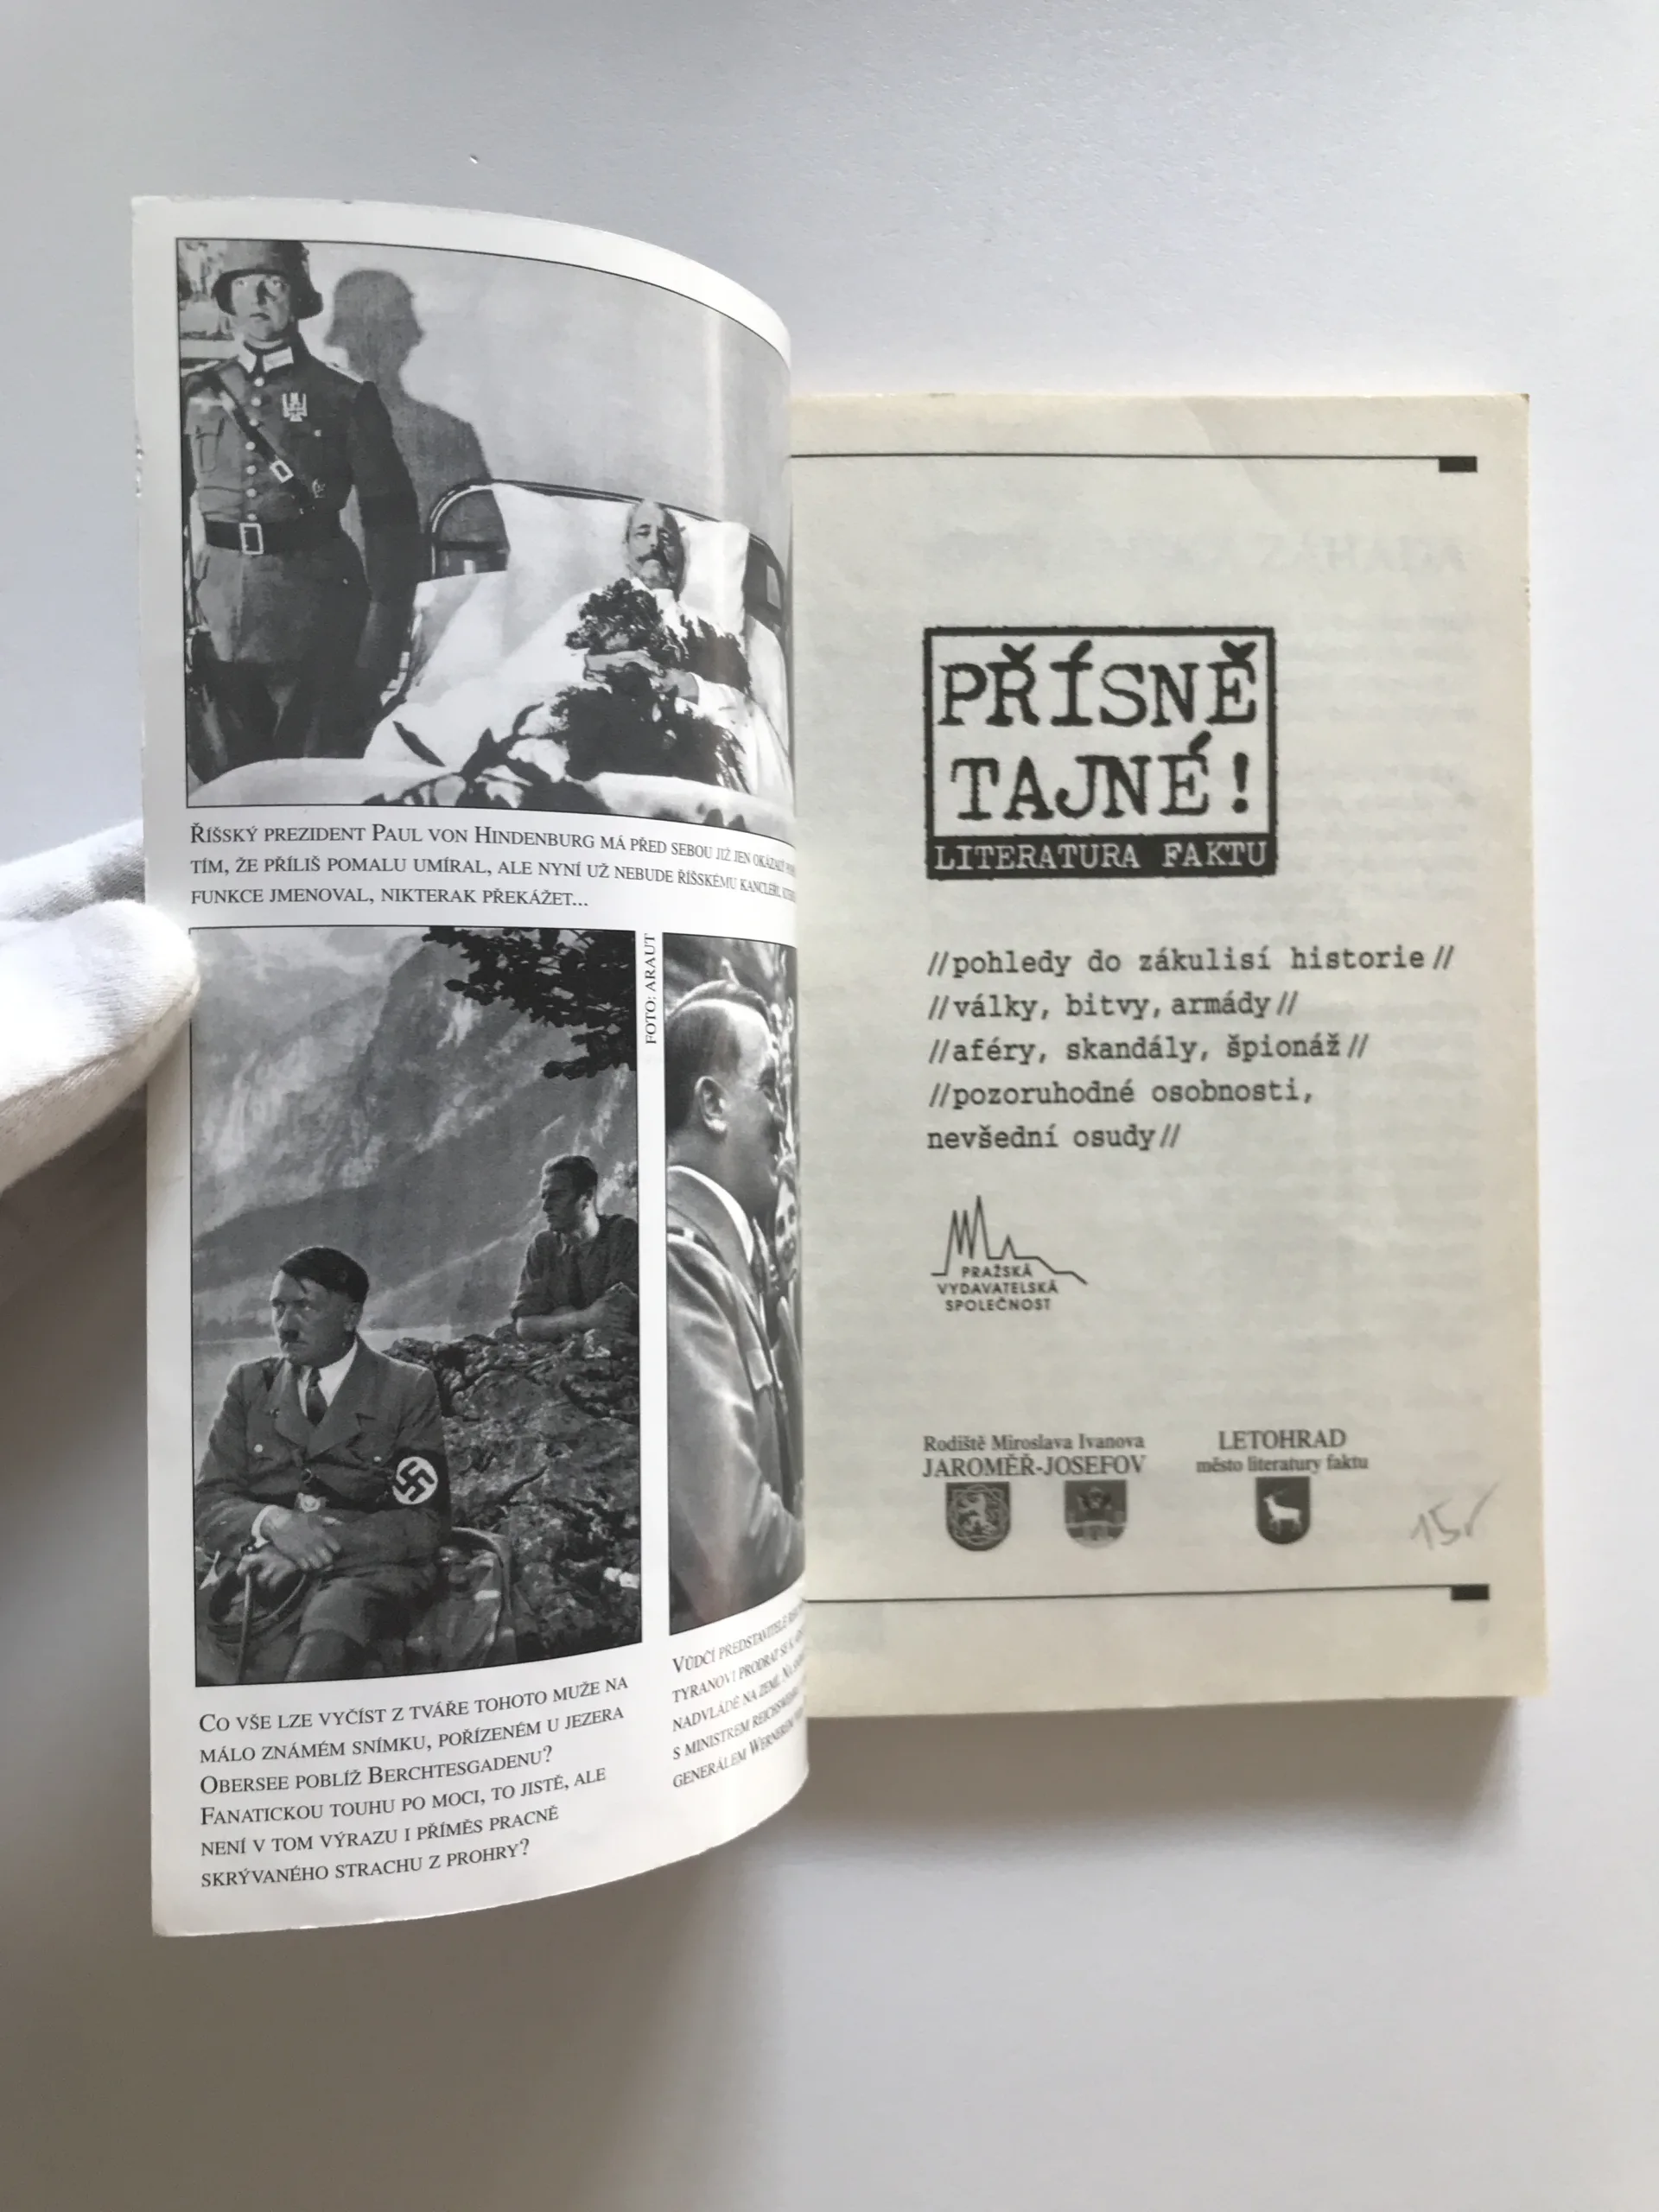 Říšský prezident Paul von Hindenburg má před sebou již jen okázalý
tím, že příliš pomalu umíral, ale nyní už nebude říšskému kancléři,
funkce jmenoval, nikterak překážet...
FOTO: ARAUT
Co vše lze vyčíst z tváře tohoto muže na
málo známém snímku, pořízeném u jezera
Obersee poblíž Berchtesgadenu?
Fanatickou touhu po moci, to jistě, ale
není v tom výrazu i příměs pracně
skrývaného strachu z prohry?
Vůdčí představitelé
tyranovi prodrat se k
nadvládě na zemi. Na
s ministrem
generálem Wernerem
PŘÍSNĚ
TAJNÉ!
LITERATURA FAKTU
//pohledy do zákulisí historie//
//války, bitvy, armády//
//aféry, skandály, špionáž//
//pozoruhodné osobnosti,
nevšední osudy//
PRAŽSKÁ
VYDAVATELSKÁ
SPOLEČNOST
Rodiště Miroslava Ivanova
JAROMĚŘ-JOSEFOV
LETOHRAD
město literatury faktu
15